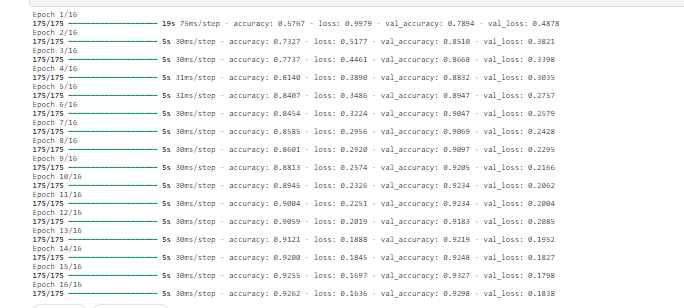 Epoch 1/16
175/175 ━━━━━━━━━━━━━━━━━━━━ 19s 75ms/step - accuracy: 0.5767 - loss: 0.9979 - val_accuracy: 0.7894 - val_loss: 0.4878
Epoch 2/16
175/175 ━━━━━━━━━━━━━━━━━━━━ 5s 30ms/step - accuracy: 0.7327 - loss: 0.5177 - val_accuracy: 0.8510 - val_loss: 0.3821
Epoch 3/16
175/175 ━━━━━━━━━━━━━━━━━━━━ 5s 30ms/step - accuracy: 0.7737 - loss: 0.4461 - val_accuracy: 0.8668 - val_loss: 0.3398
Epoch 4/16
175/175 ━━━━━━━━━━━━━━━━━━━━ 5s 31ms/step - accuracy: 0.8140 - loss: 0.3890 - val_accuracy: 0.8832 - val_loss: 0.3035
Epoch 5/16
175/175 ━━━━━━━━━━━━━━━━━━━━ 5s 31ms/step - accuracy: 0.8407 - loss: 0.3486 - val_accuracy: 0.8947 - val_loss: 0.2757
Epoch 6/16
175/175 ━━━━━━━━━━━━━━━━━━━━ 5s 30ms/step - accuracy: 0.8454 - loss: 0.3224 - val_accuracy: 0.9047 - val_loss: 0.2579
Epoch 7/16
175/175 ━━━━━━━━━━━━━━━━━━━━ 5s 30ms/step - accuracy: 0.8585 - loss: 0.2956 - val_accuracy: 0.9069 - val_loss: 0.2428
Epoch 8/16
175/175 ━━━━━━━━━━━━━━━━━━━━ 5s 30ms/step - accuracy: 0.8601 - loss: 0.2920 - val_accuracy: 0.9097 - val_loss: 0.2295
Epoch 9/16
175/175 ━━━━━━━━━━━━━━━━━━━━ 5s 30ms/step - accuracy: 0.8813 - loss: 0.2574 - val_accuracy: 0.9205 - val_loss: 0.2166
Epoch 10/16
175/175 ━━━━━━━━━━━━━━━━━━━━ 5s 30ms/step - accuracy: 0.8945 - loss: 0.2326 - val_accuracy: 0.9234 - val_loss: 0.2062
Epoch 11/16
175/175 ━━━━━━━━━━━━━━━━━━━━ 5s 30ms/step - accuracy: 0.9004 - loss: 0.2251 - val_accuracy: 0.9234 - val_loss: 0.2004
Epoch 12/16
175/175 ━━━━━━━━━━━━━━━━━━━━ 5s 30ms/step - accuracy: 0.9059 - loss: 0.2019 - val_accuracy: 0.9183 - val_loss: 0.2085
Epoch 13/16
175/175 ━━━━━━━━━━━━━━━━━━━━ 5s 30ms/step - accuracy: 0.9121 - loss: 0.1888 - val_accuracy: 0.9219 - val_loss: 0.1952
Epoch 14/16
175/175 ━━━━━━━━━━━━━━━━━━━━ 5s 30ms/step - accuracy: 0.9200 - loss: 0.1845 - val_accuracy: 0.9248 - val_loss: 0.1827
Epoch 15/16
175/175 ━━━━━━━━━━━━━━━━━━━━ 5s 30ms/step - accuracy: 0.9255 - loss: 0.1697 - val_accuracy: 0.9327 - val_loss: 0.1798
Epoch 16/16
175/175 ━━━━━━━━━━━━━━━━━━━━ 5s 30ms/step - accuracy: 0.9262 - loss: 0.1636 - val_accuracy: 0.9298 - val_loss: 0.1838